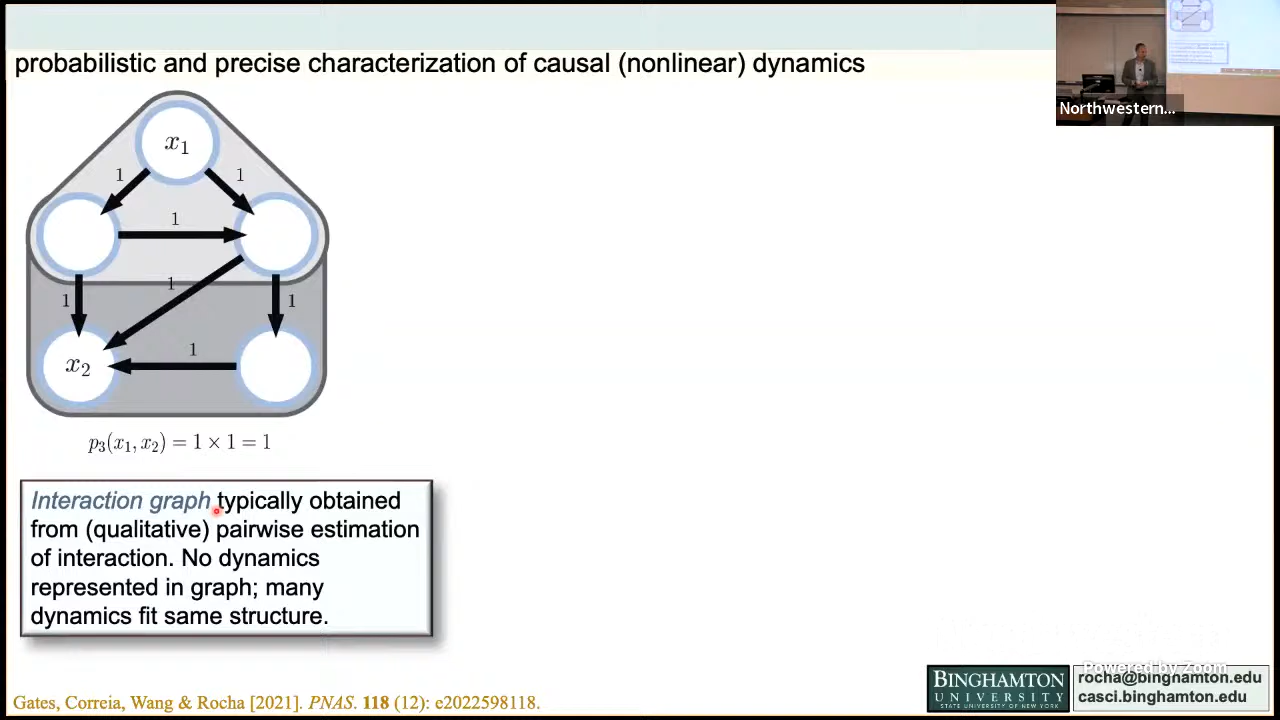 probabilistic and precise characterization of causal (nonlinear) dynamics
Northwestern...
x₁
1
1
1
1
1
1
1
x₂
p₃(x₁, x₂) = 1 × 1 = 1
Interaction graph typically obtained
from (qualitative) pairwise estimation
of interaction. No dynamics
represented in graph; many
dynamics fit same structure.
Powered by Zoom
BINGHAMTON
UNIVERSITY
STATE UNIVERSITY OF NEW YORK
rocha@binghamton.edu
casci.binghamton.edu
Gates, Correia, Wang & Rocha [2021]. PNAS. 118 (12): e2022598118.